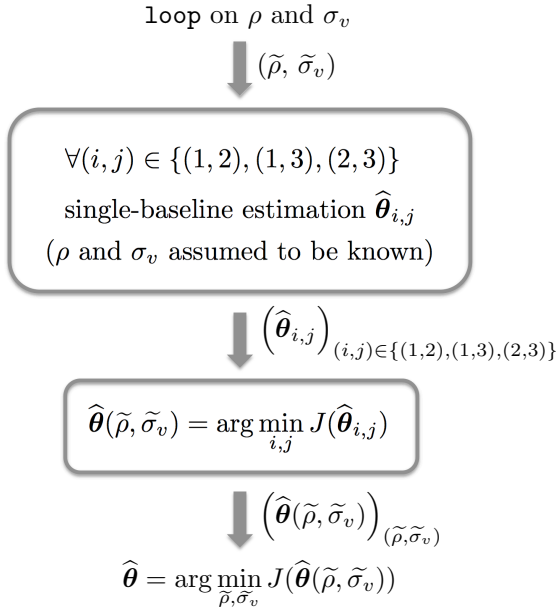 loop on ρ and σ_v
(ρ̃, σ̃_v)
∀(i, j) ∈ {(1, 2), (1, 3), (2, 3)}
single-baseline estimation θ̂_{i,j}
(ρ and σ_v assumed to be known)
(θ̂_{i,j})_{(i,j)∈{(1,2),(1,3),(2,3)}}
θ̂(ρ̃, σ̃_v) = arg min_{i,j} J(θ̂_{i,j})
(θ̂(ρ̃, σ̃_v))_{(ρ̃,σ̃_v)}
θ̂ = arg min_{ρ̃,σ̃_v} J(θ̂(ρ̃, σ̃_v))